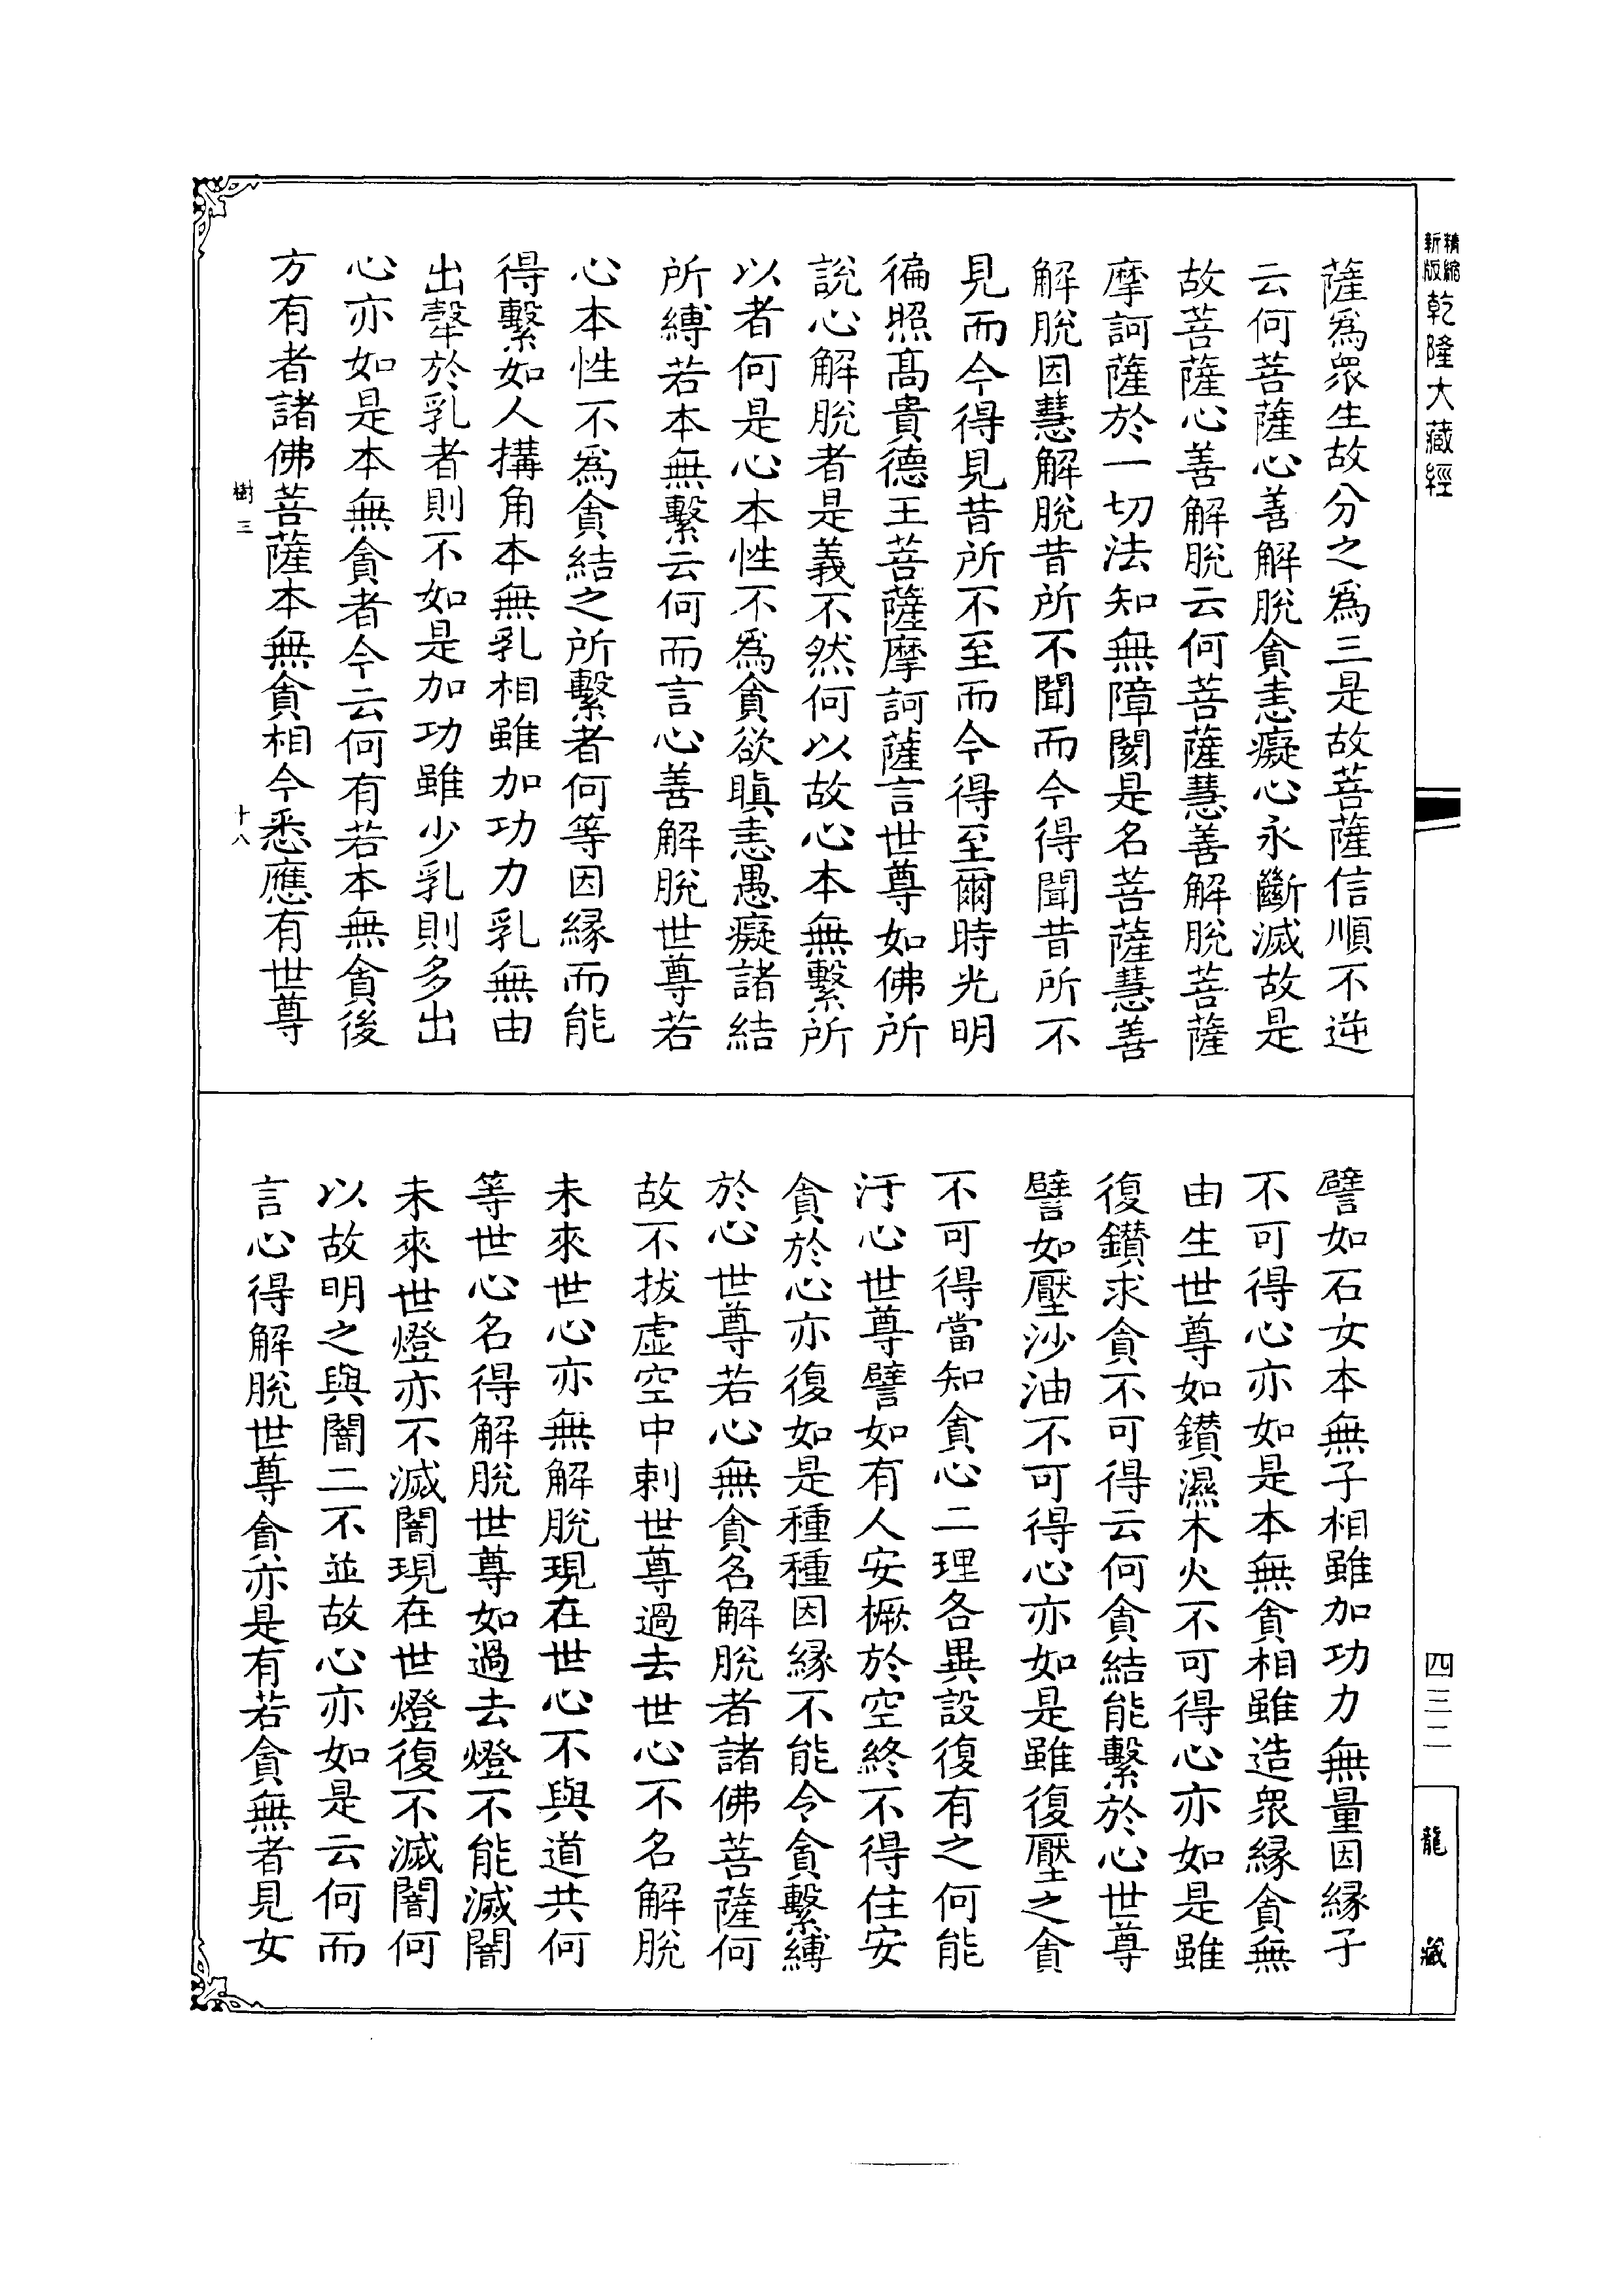 精縮
新版
乾隆大藏經
薩爲眾生故分之爲三是故菩薩信順不逆
云何菩薩心善解脫貪恚癡心永斷滅故是
故菩薩心善解脫云何菩薩慧善解脫菩薩
摩訶薩於一切法知無障閡是名菩薩慧善
解脫因慧解脫昔所不聞而今得聞昔所不
見而今得見昔所不至而今得至爾時光明
徧照高貴德王菩薩摩訶薩言世尊如佛所
說心解脫者是義不然何以故心本無繫所
以者何是心本性不爲貪欲瞋恚愚癡諸結
所縛若本無繫云何而言心善解脫世尊若
心本性不爲貪結之所繫者何等因緣而能
得繫如人搆角本無乳相雖加功力乳無由
出犛於乳者則不如是加功雖少乳則多出
心亦如是本無貪者今云何有若本無貪後
方有者諸佛菩薩本無貪相今悉應有世尊
樹三
十八
譬如石女本無子相雖加功力無量因緣子
不可得心亦如是本無貪相雖造眾緣貪無
由生世尊如鑽濕木火不可得心亦如是雖
復鑽求貪不可得云何貪結能繫於心世尊
譬如壓沙油不可得心亦如是雖復壓之貪
不可得當知貪心二理各異設復有之何能
汙心世尊譬如有人安橛於空終不得住安
貪於心亦復如是種種因緣不能令貪繫縛
於心世尊若心無貪名解脫者諸佛菩薩何
故不拔虛空中刺世尊過去世心不名解脫
未來世心亦無解脫現在世心不與道共何
等世心名得解脫世尊如過去燈不能滅闇
未來世燈亦不滅闇現在世燈復不滅闇何
以故明之與闇二不並故心亦如是云何而
言心得解脫世尊貪亦是有若貪無者見女
四三二
龍藏